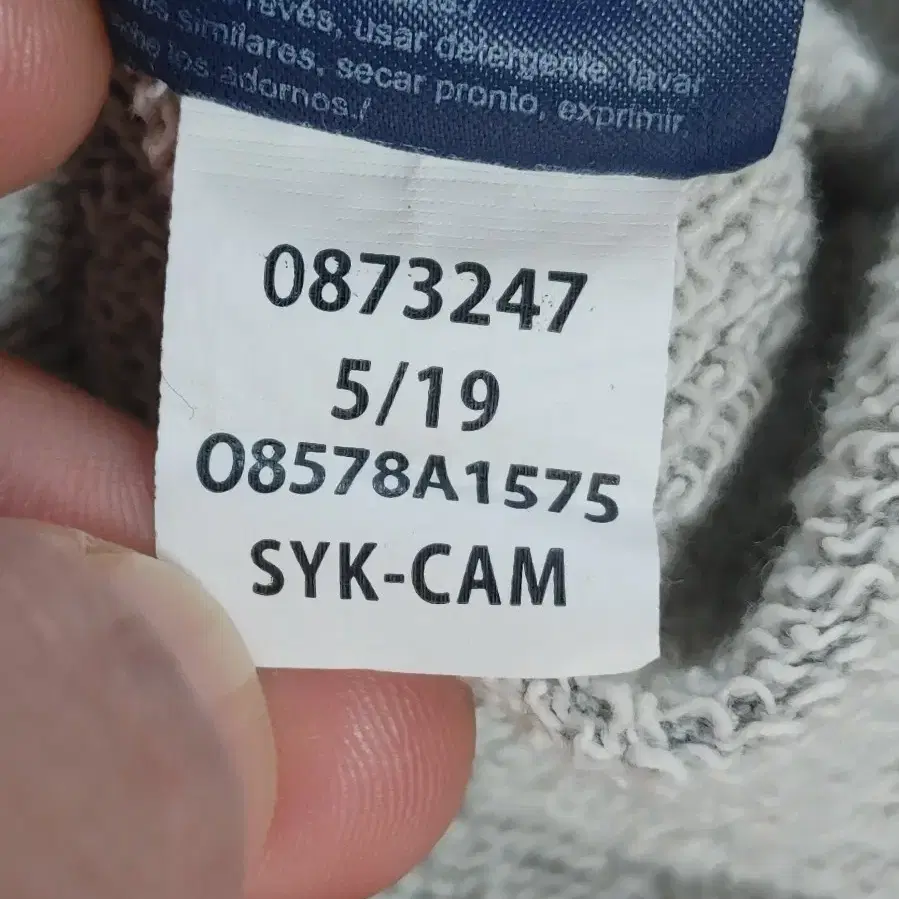 revés, usar detergente, lavar
similares, secar pronto, exprimir,
los adornos./
0873247
5/19
O8578A1575
SYK-CAM